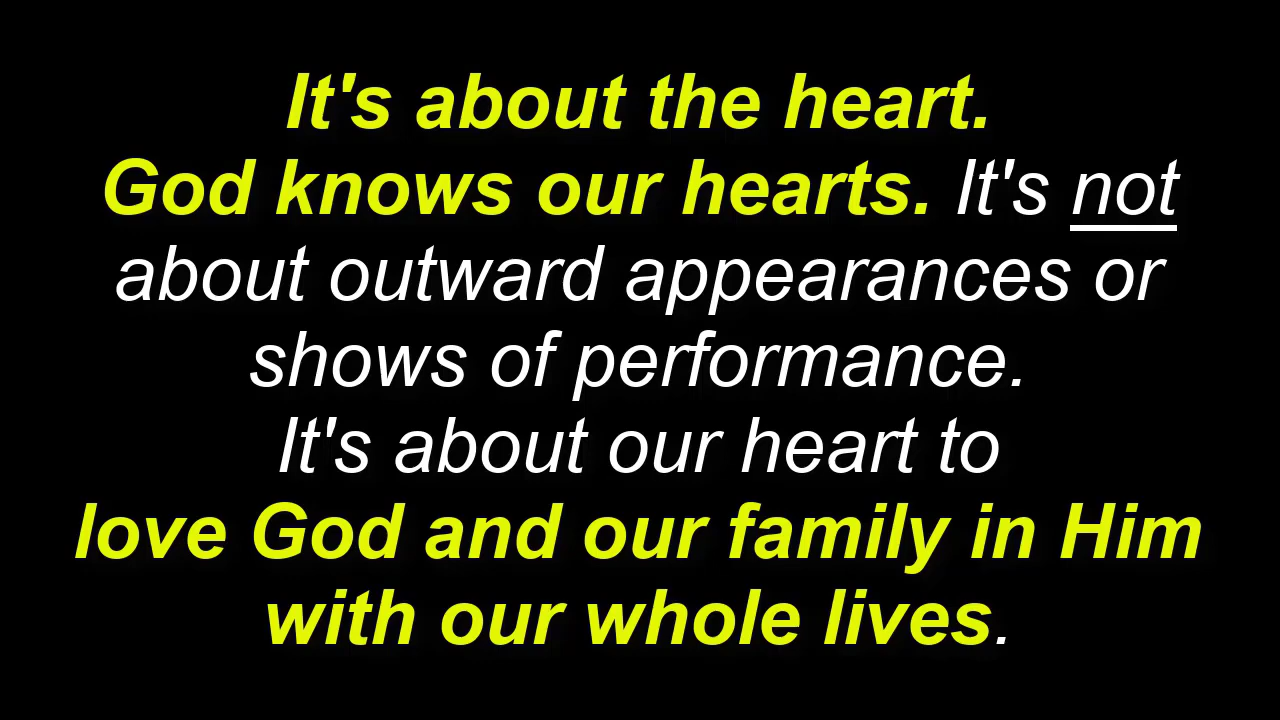 It's about the heart.
God knows our hearts. It's not
about outward appearances or
shows of performance.
It's about our heart to
love God and our family in Him
with our whole lives.